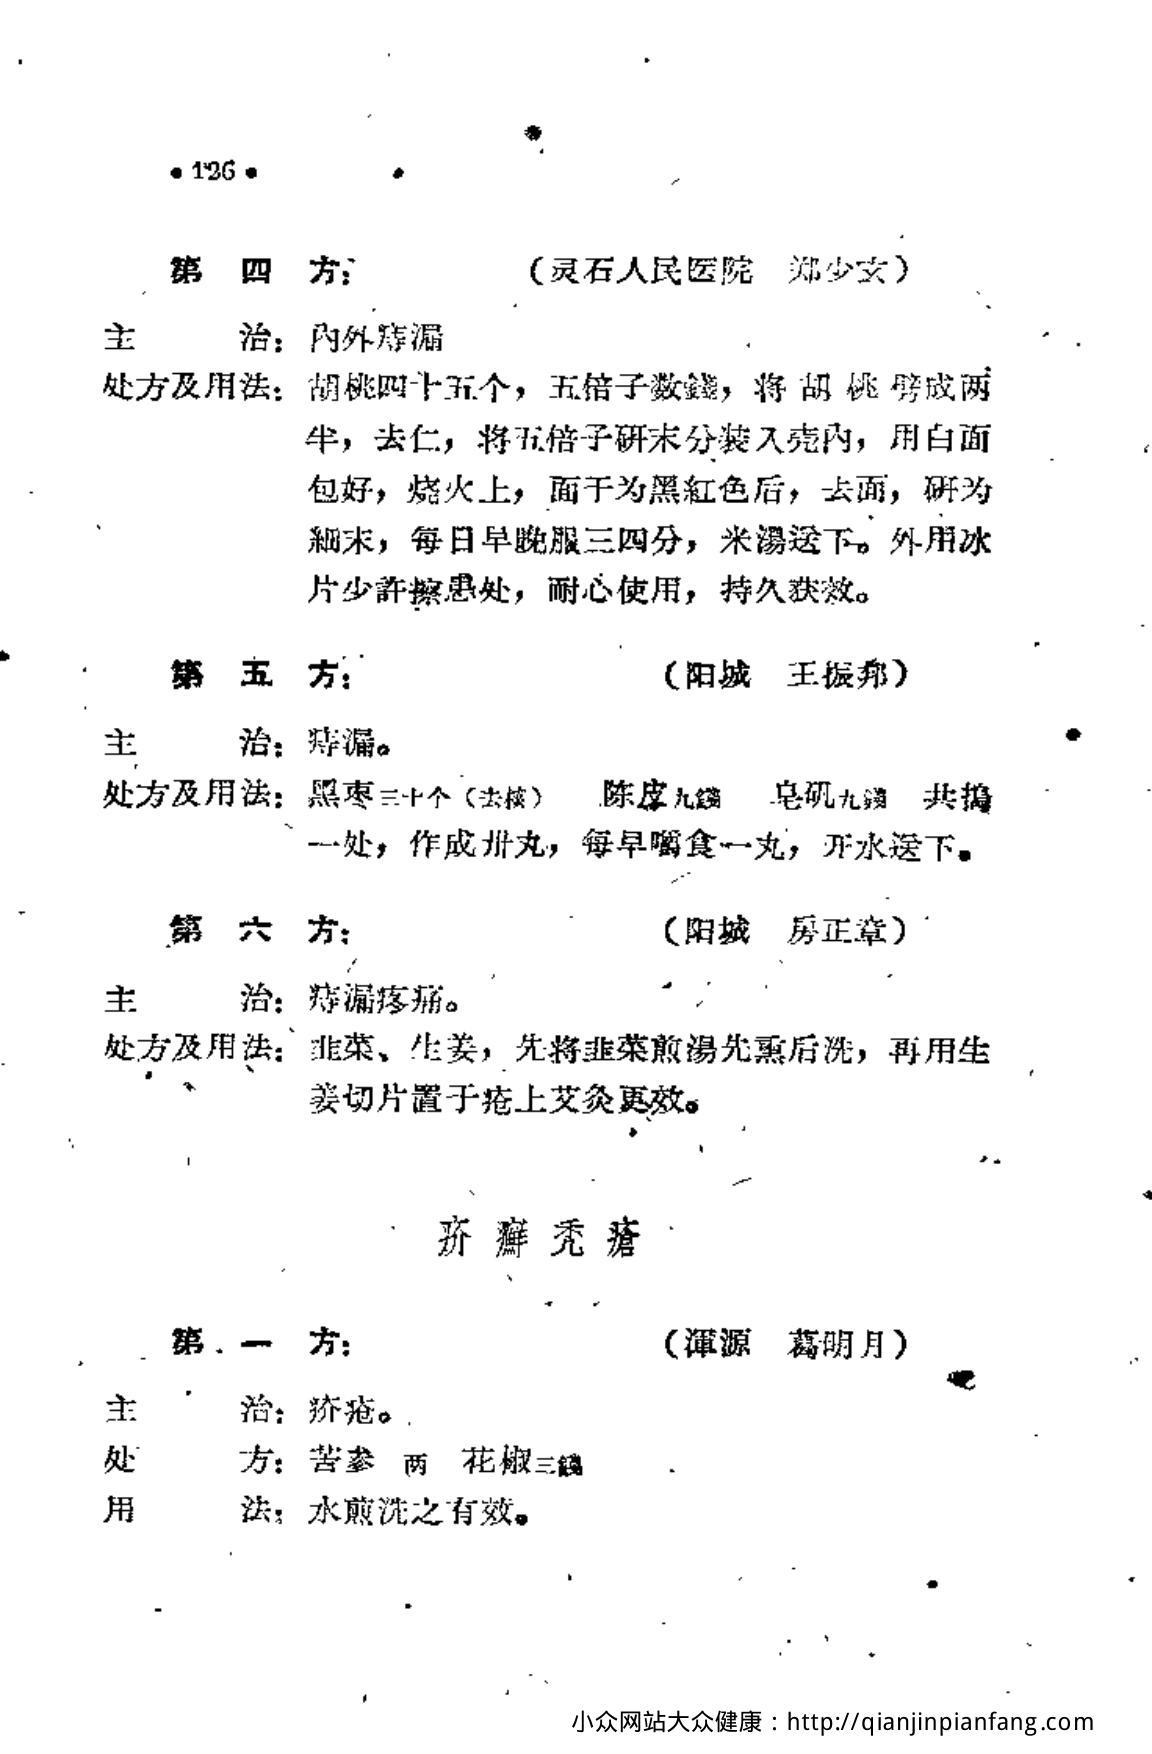 • 126 •
第 四 方： （灵石人民医院 郑少玄）
主 治：内外痔漏
处方及用法：胡桃四十五个，五倍子数錢，将 胡 桃 劈成两
半，去仁，将五倍子研末分装入壳内，用白面
包好，烧火上，面干为黑紅色后，去面，研为
細末，每日早晚服三四分，米湯送下。外用冰
片少許擦患处，耐心使用，持久获效。
第 五 方： （阳城 王振邦）
主 治：痔漏。
处方及用法：黑枣三十个（去核） 陈皮九錢 皂矾九錢 共搗
一处，作成卅丸，每早嚼食一丸，开水送下。
第 六 方： （阳城 房正章）
主 治：痔漏疼痛。
处方及用法：韭菜、生姜，先将韭菜煎湯先熏后洗，再用生
姜切片置于疮上艾灸更效。
疥 癬 禿 瘡
第 一 方： （渾源 葛明月）
主 治：疥疮。
处 方：苦参 两 花椒三錢
用 法：水煎洗之有效。
小众网站大众健康：http://qianjinpianfang.com